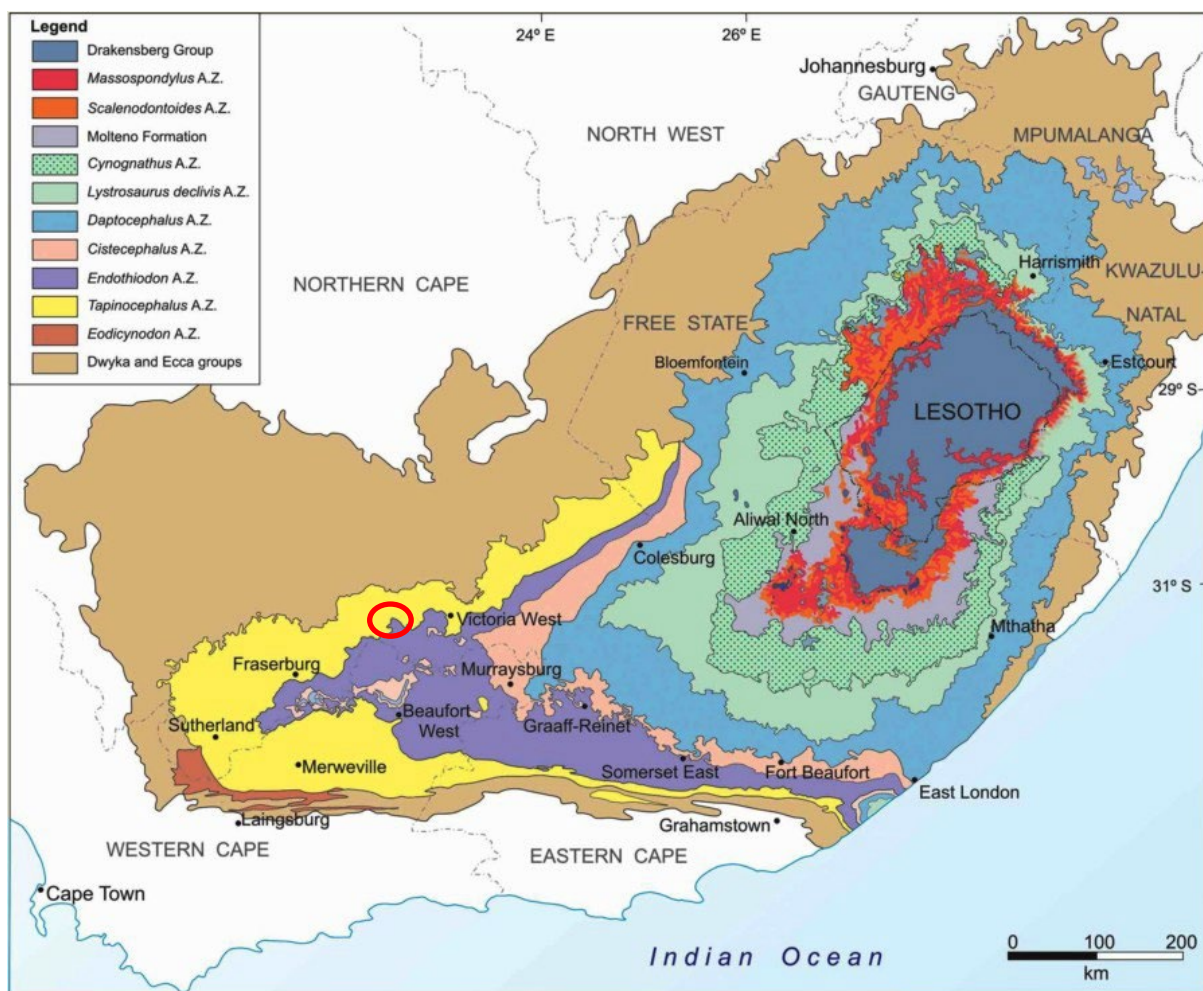 Legend
Drakensberg Group
Massospondylus A.Z.
Scalenodontoides A.Z.
Molteno Formation
Cynognathus A.Z.
Lystrosaurus declivis A.Z.
Daptocephalus A.Z.
Cistecephalus A.Z.
Endothiodon A.Z.
Tapinocephalus A.Z.
Eodicynodon A.Z.
Dwyka and Ecca groups
24º E
26º E
Johannesburg
GAUTENG
NORTH WEST
MPUMALANGA
NORTHERN CAPE
Harrismith
KWAZULU-
NATAL
FREE STATE
Bloemfontein
Estcourt
29º S
LESOTHO
Aliwal North
Colesburg
31º S
Victoria West
Mthatha
Fraserburg
Murraysburg
Sutherland
Beaufort
West
Graaff-Reinet
Merweville
Somerset East
Fort Beaufort
East London
Laingsburg
Grahamstown
WESTERN CAPE
EASTERN CAPE
Cape Town
Indian Ocean
0 100 200
km